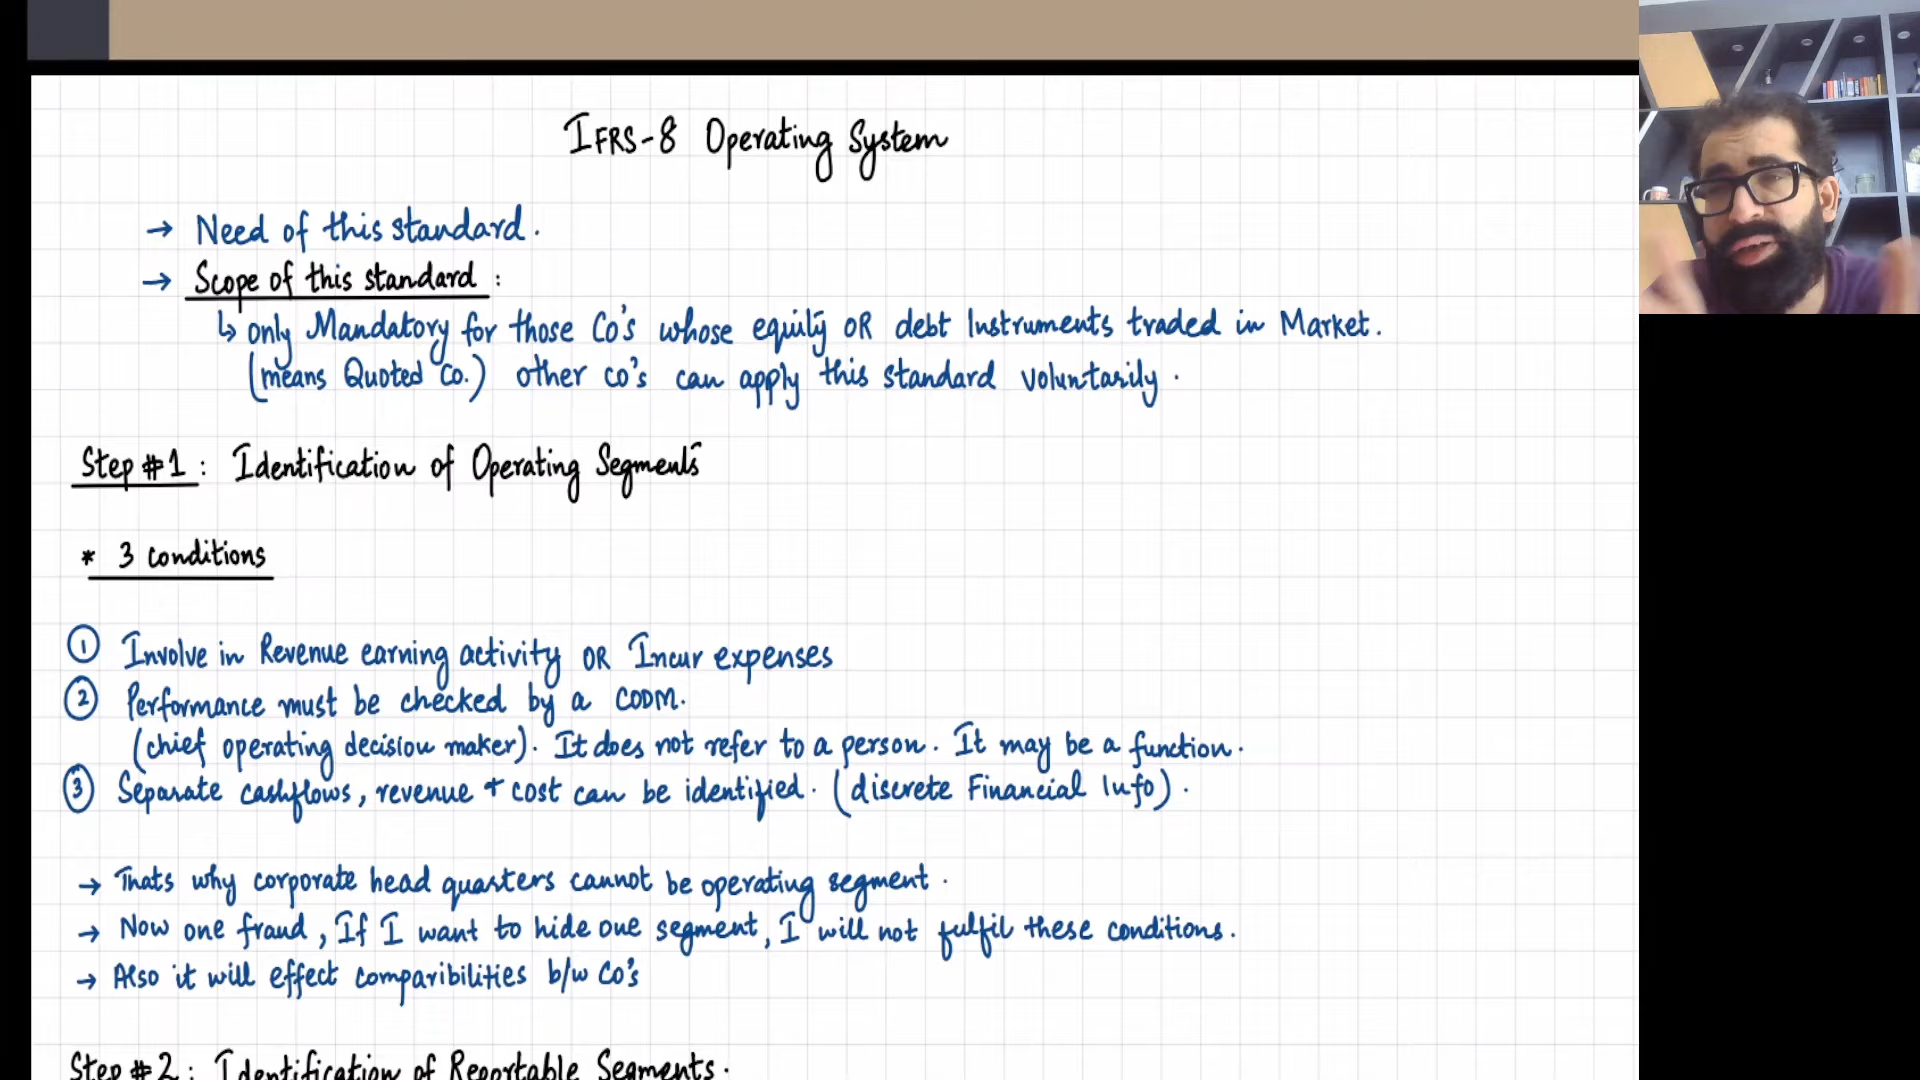 IFRS-8 Operating System
→ Need of this standard.
→ Scope of this standard :
↳ only Mandatory for those Co's whose equity OR debt Instruments traded in Market.
(means Quoted Co.) other co's can apply this standard voluntarily.
Step #1 : Identification of Operating Segments
* 3 conditions
① Involve in Revenue earning activity OR Incur expenses
② Performance must be checked by a CODM.
(chief operating decision maker). It does not refer to a person. It may be a function.
③ Separate cashflows, revenue + cost can be identified. (discrete Financial Info).
→ Thats why corporate head quarters cannot be operating segment.
→ Now one fraud, If I want to hide one segment, I will not fulfil these conditions.
→ Also it will effect comparibilities b/w Co's
Step #2 : Identification of Reportable Segments.